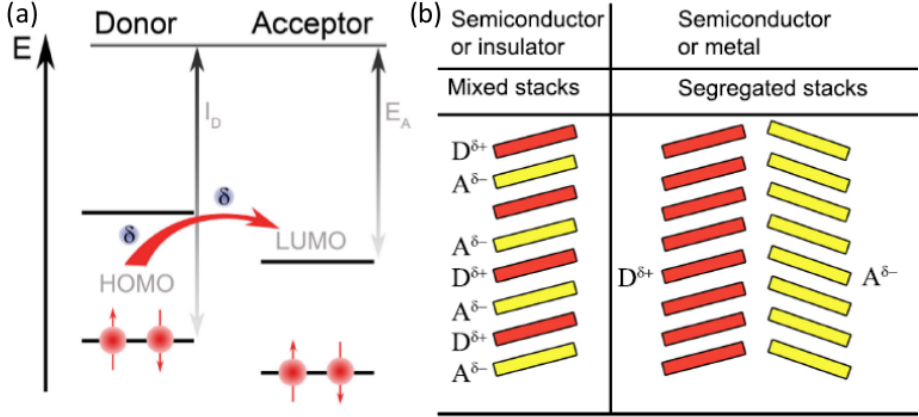 (a)
Donor Acceptor
E
I_D
E_A
δ
δ
LUMO
HOMO
(b)
Semiconductor
or insulator
Semiconductor
or metal
Mixed stacks
Segregated stacks
D^δ+
A^δ−
A^δ−
D^δ+
A^δ−
D^δ+
A^δ−
D^δ+
A^δ−